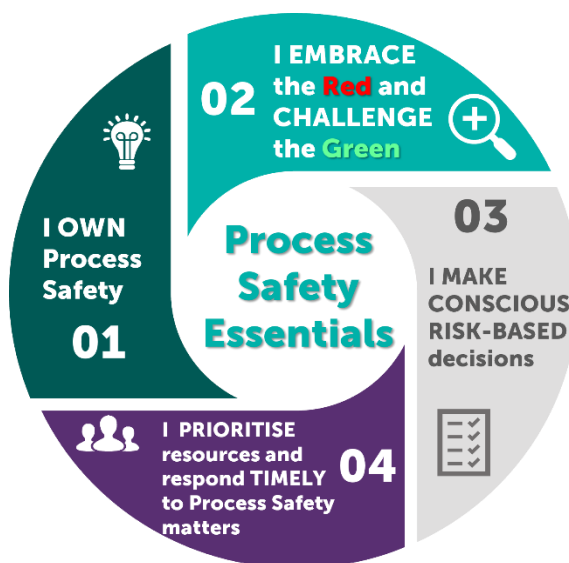 Process
Safety
Essentials
I OWN
Process
Safety
01
02
I EMBRACE
the Red and
CHALLENGE
the Green
03
I MAKE
CONSCIOUS
RISK-BASED
decisions
I PRIORITISE
resources and
respond TIMELY
to Process Safety
matters
04